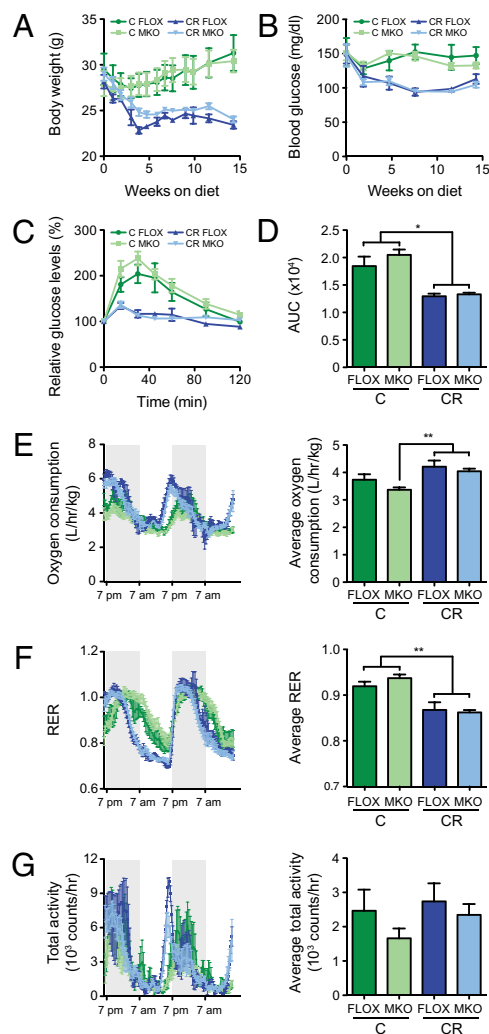 A
C FLOX CR FLOX
C MKO CR MKO
Body weight (g)
35
30
25
20
0 5 10 15
Weeks on diet
B
C FLOX CR FLOX
C MKO CR MKO
Blood glucose (mg/dl)
200
150
100
50
0
0 5 10 15
Weeks on diet
C
C FLOX CR FLOX
C MKO CR MKO
Relative glucose levels (%)
300
200
100
0
0 40 80 120
Time (min)
D
*
AUC (x10⁴)
2.5
2.0
1.5
1.0
0.5
0
FLOX MKO FLOX MKO
C CR
E
Oxygen consumption
(L/hr/kg)
8
6
4
2
0
7 pm 7 am 7 pm 7 am
**
Average oxygen
consumption (L/hr/kg)
6
5
4
3
2
1
0
FLOX MKO FLOX MKO
C CR
F
RER
1.2
1.0
0.8
0.6
7 pm 7 am 7 pm 7 am
**
Average RER
1.0
0.9
0.8
0.7
FLOX MKO FLOX MKO
C CR
G
Total activity
(10³ counts/hr)
12
9
6
3
0
7 pm 7 am 7 pm 7 am
Average total activity
(10³ counts/hr)
4
3
2
1
0
FLOX MKO FLOX MKO
C CR